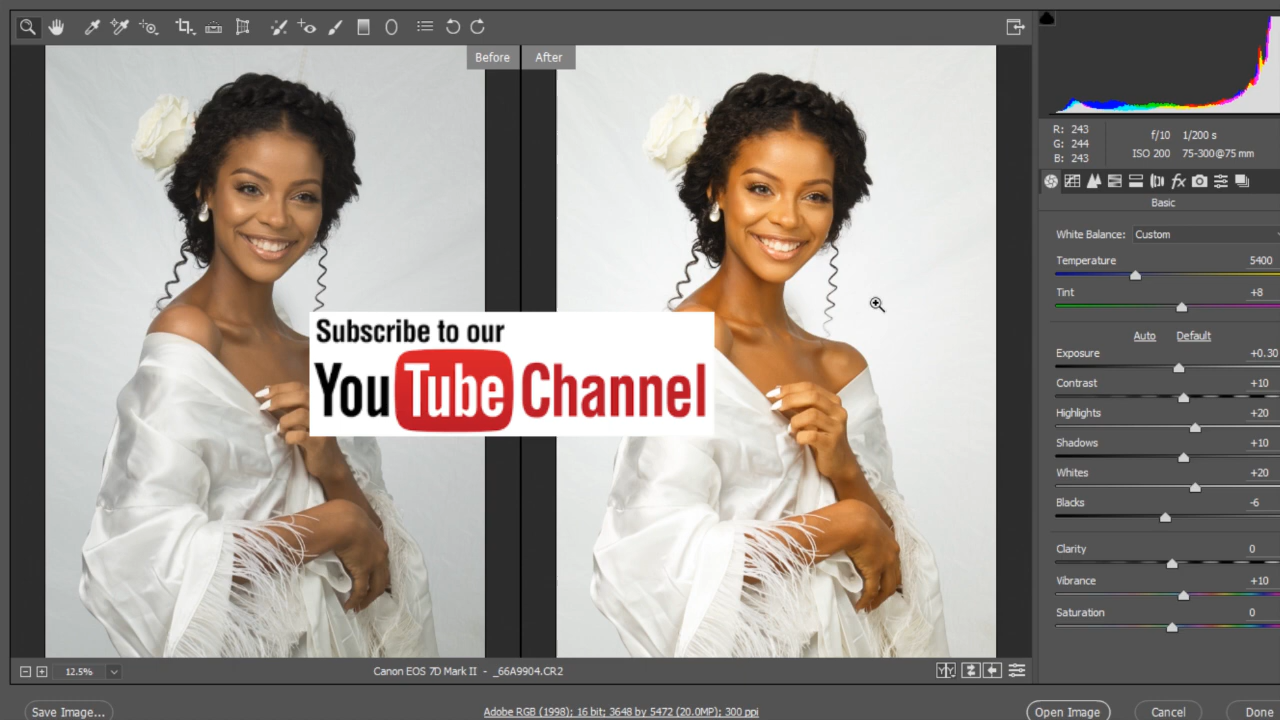 Before
After
Subscribe to our
YouTube Channel
R: 243
G: 244
B: 243
f/10 1/200 s
ISO 200 75-300@75 mm
fx
Basic
White Balance: Custom
Temperature 5400
Tint +8
Auto Default
Exposure +0.30
Contrast +10
Highlights +20
Shadows +10
Whites +20
Blacks -6
Clarity 0
Vibrance +10
Saturation 0
12.5%
Canon EOS 7D Mark II - _66A9904.CR2
Y|Y
Save Image...
Adobe RGB (1998); 16 bit; 3648 by 5472 (20.0MP); 300 ppi
Open Image
Cancel
Done